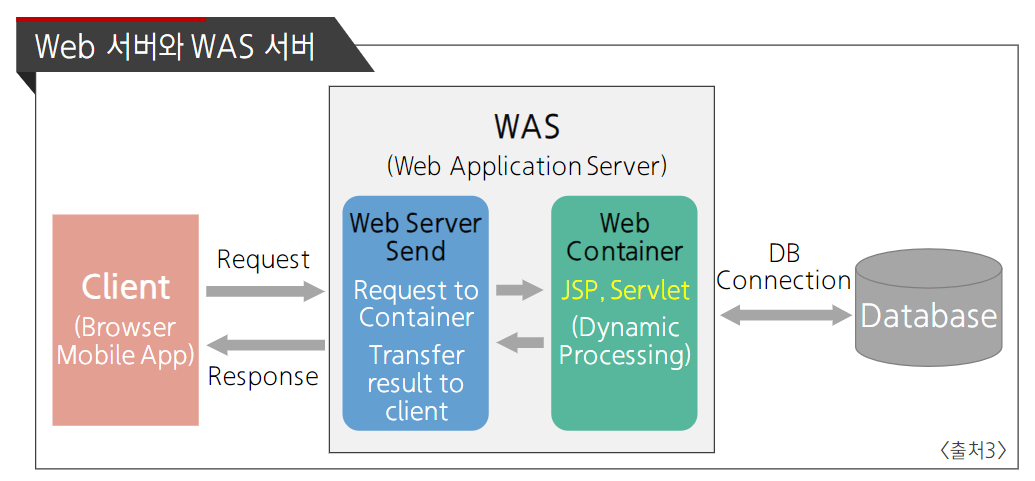 Web 서버와 WAS 서버
WAS
(Web Application Server)
Client
(Browser
Mobile App)
Request
Response
Web Server
Send
Request to
Container
Transfer
result to
client
Web
Container
JSP, Servlet
(Dynamic
Processing)
DB
Connection
Database
<출처3>